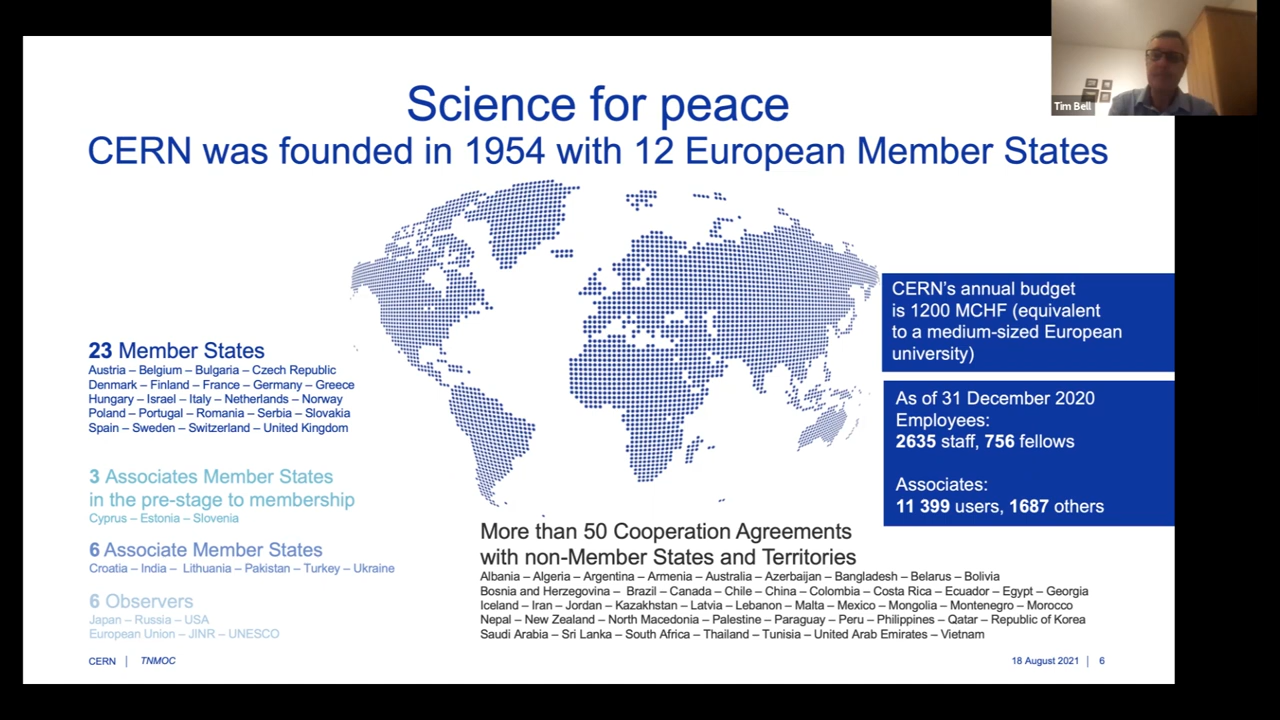 Science for peace
CERN was founded in 1954 with 12 European Member States
Tim Bell
23 Member States
Austria – Belgium – Bulgaria – Czech Republic
Denmark – Finland – France – Germany – Greece
Hungary – Israel – Italy – Netherlands – Norway
Poland – Portugal – Romania – Serbia – Slovakia
Spain – Sweden – Switzerland – United Kingdom
3 Associates Member States
in the pre-stage to membership
Cyprus – Estonia – Slovenia
6 Associate Member States
Croatia – India – Lithuania – Pakistan – Turkey – Ukraine
6 Observers
Japan – Russia – USA
European Union – JINR – UNESCO
CERN's annual budget
is 1200 MCHF (equivalent
to a medium-sized European
university)
As of 31 December 2020
Employees:
2635 staff, 756 fellows
Associates:
11 399 users, 1687 others
More than 50 Cooperation Agreements
with non-Member States and Territories
Albania – Algeria – Argentina – Armenia – Australia – Azerbaijan – Bangladesh – Belarus – Bolivia
Bosnia and Herzegovina – Brazil – Canada – Chile – China – Colombia – Costa Rica – Ecuador – Egypt – Georgia
Iceland – Iran – Jordan – Kazakhstan – Latvia – Lebanon – Malta – Mexico – Mongolia – Montenegro – Morocco
Nepal – New Zealand – North Macedonia – Palestine – Paraguay – Peru – Philippines – Qatar – Republic of Korea
Saudi Arabia – Sri Lanka – South Africa – Thailand – Tunisia – United Arab Emirates – Vietnam
CERN | TNMOC
18 August 2021 | 6